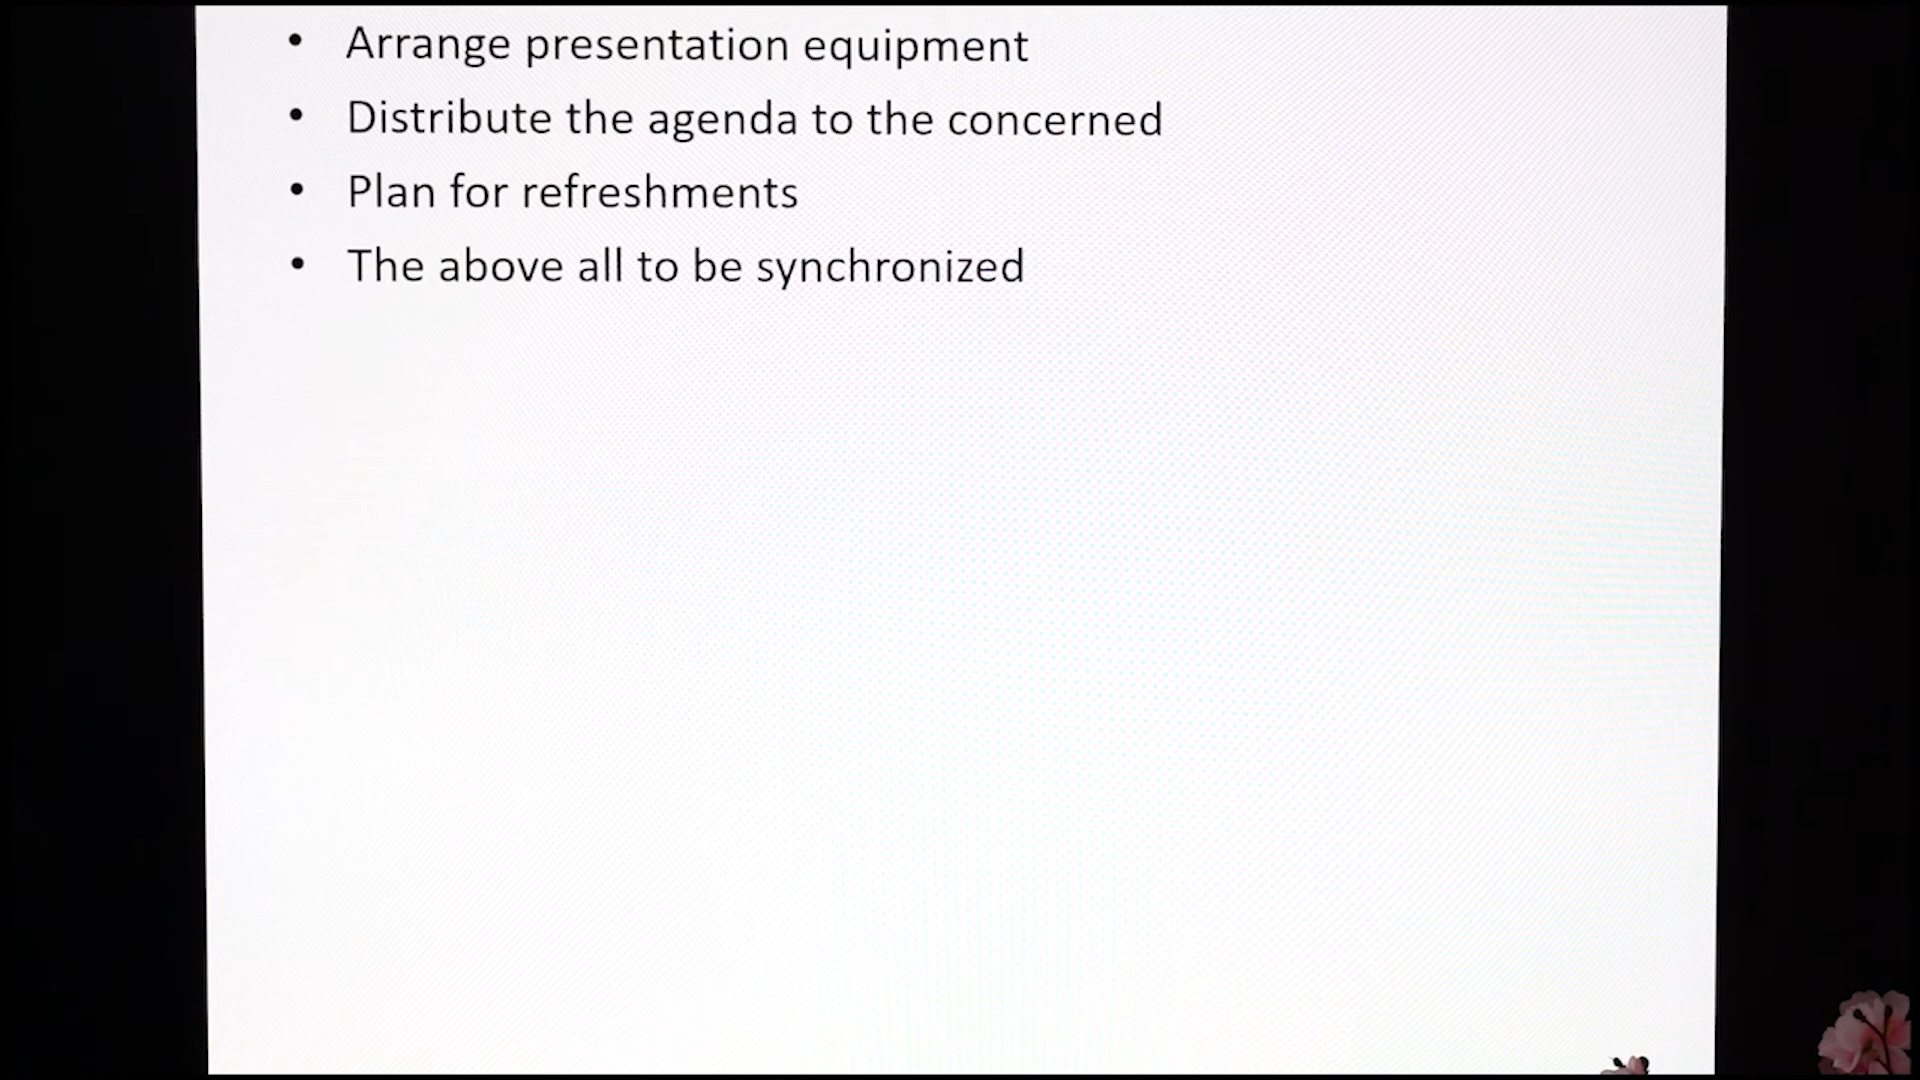 • Arrange presentation equipment
• Distribute the agenda to the concerned
• Plan for refreshments
• The above all to be synchronized